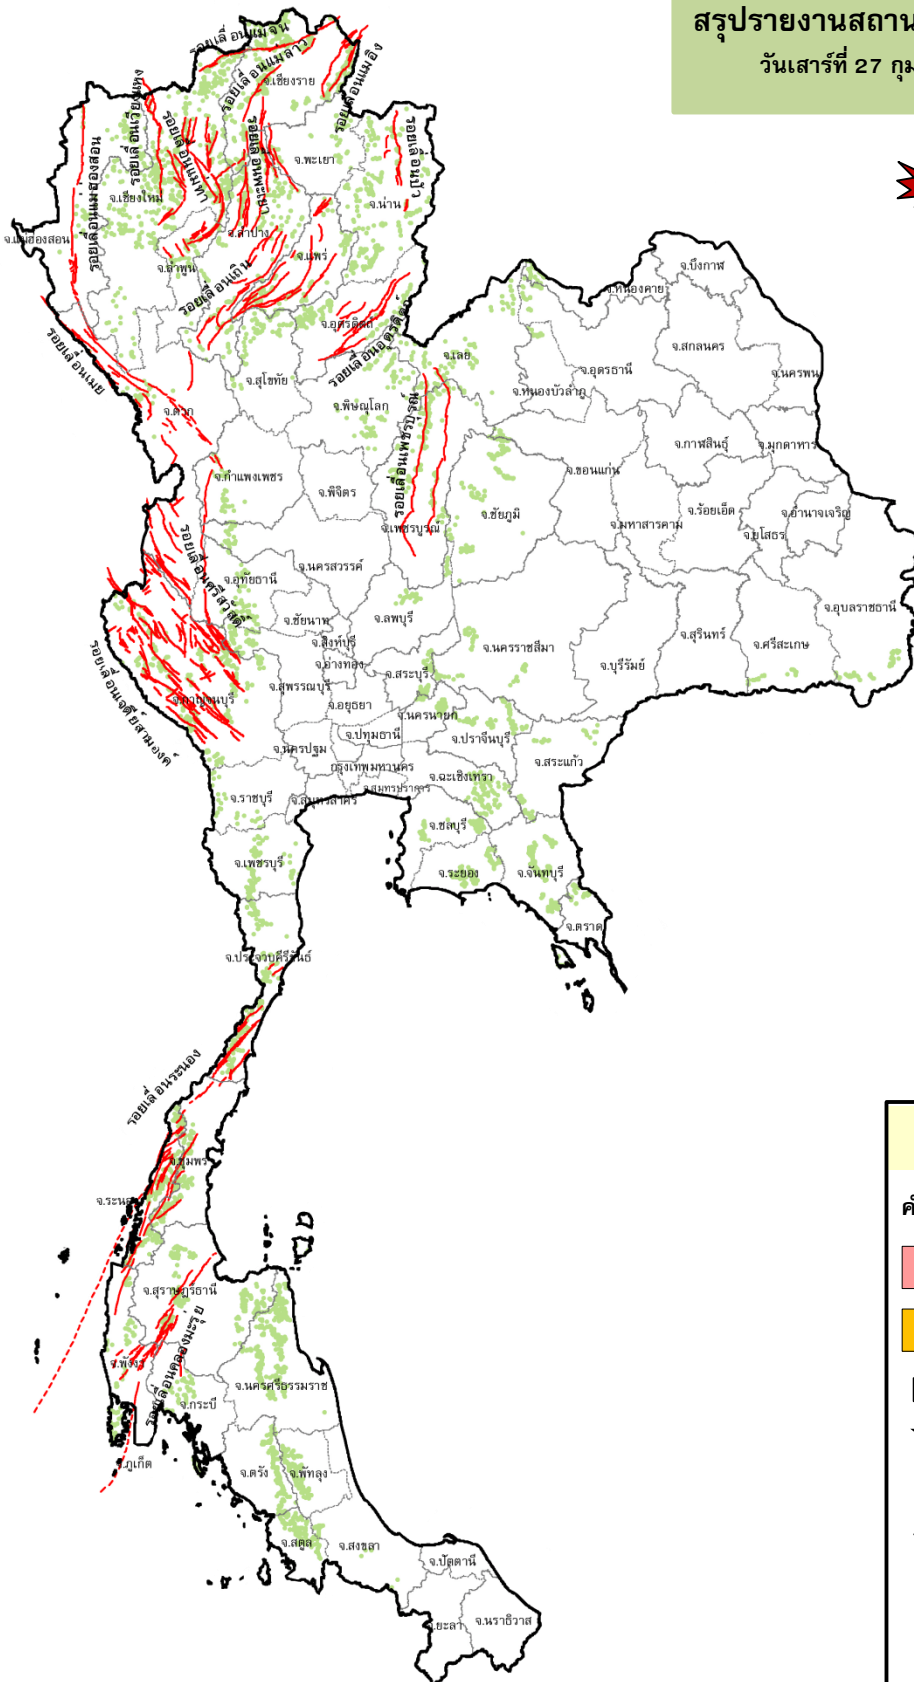 สรุปรายงานสถาน
วันเสาร์ที่ 27 กุม
รอยเลื่อนแม่จัน
รอยเลื่อนแม่ลาว
จ.เชียงราย
รอยเลื่อนแม่อิง
รอยเลื่อนเวียงแหง
รอยเลื่อนแม่ทา
รอยเลื่อนพะเยา
จ.พะเยา
รอยเลื่อนปัว
รอยเลื่อนแม่ฮ่องสอน
จ.เชียงใหม่
จ.น่าน
จ.แม่ฮ่องสอน
จ.ลำปาง
จ.แพร่
จ.ลำพูน
รอยเลื่อนเถิน
จ.บึงกาฬ
จ.หนองคาย
จ.อุตรดิตถ์
รอยเลื่อนอุตรดิตถ์
จ.สกลนคร
รอยเลื่อนเมย
จ.เลย
จ.อุดรธานี
จ.นครพน
จ.สุโขทัย
จ.หนองบัวลำภู
จ.ตาก
จ.พิษณุโลก
รอยเลื่อนเพชรบูรณ์
จ.กาฬสินธุ์
จ.มุกดาหาร
จ.กำแพงเพชร
จ.ขอนแก่น
จ.พิจิตร
จ.ชัยภูมิ
จ.ร้อยเอ็ด
จ.อำนาจเจริญ
จ.เพชรบูรณ์
จ.มหาสารคาม
จ.ยโสธร
รอยเลื่อนศรีสวัสดิ์
จ.นครสวรรค์
จ.อุทัยธานี
จ.อุบลราชธานี
จ.ชัยนาท
จ.ลพบุรี
จ.สุรินทร์
จ.สิงห์บุรี
จ.นครราชสีมา
จ.ศรีสะเกษ
จ.อ่างทอง
จ.สระบุรี
จ.บุรีรัมย์
รอยเลื่อนเจดีย์สามองค์
จ.กาญจนบุรี
จ.สุพรรณบุรี
จ.อยุธยา
จ.นครนายก
จ.ปทุมธานี
จ.ปราจีนบุรี
จ.นครปฐม
จ.สระแก้ว
กรุงเทพมหานคร
จ.ฉะเชิงเทรา
จ.สมุทรปราการ
จ.ราชบุรี
จ.สมุทรสาคร
จ.ชลบุรี
จ.เพชรบุรี
จ.ระยอง
จ.จันทบุรี
จ.ตราด
จ.ประจวบคีรีขันธ์
รอยเลื่อนระนอง
จ.ชุมพร
จ.สุราษฎร์ธานี
รอยเลื่อนคลองมะรุ่ย
จ.พังงา
จ.นครศรีธรรมราช
จ.กระบี่
จ.ภูเก็ต
จ.ตรัง
จ.พัทลุง
จ.สตูล
จ.สงขลา
จ.ปัตตานี
จ.ยะลา
จ.นราธิวาส